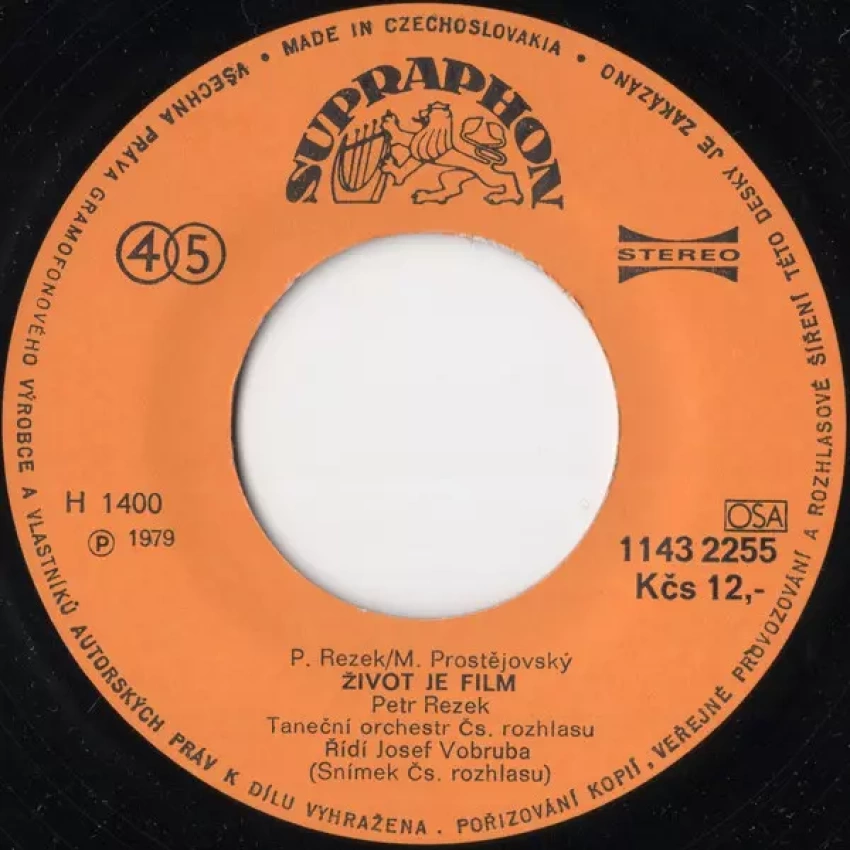 VŠECHNA PRÁVA GRAMOFONOVÉHO VÝROBCE A VLASTNÍKŮ AUTORSKÝCH PRÁV K DÍLU VYHRAŽENA . POŘIZOVÁNÍ KOPIÍ , VEŘEJNÉ PROVOZOVÁNÍ A ROZHLASOVÉ ŠÍŘENÍ TÉTO DESKY JE ZAKÁZÁNO • MADE IN CZECHOSLOVAKIA •
SUPRAPHON
45
STEREO
H 1400
Ⓟ 1979
OSA
1143 2255
Kčs 12,-
P. Rezek/M. Prostějovský
ŽIVOT JE FILM
Petr Rezek
Taneční orchestr Čs. rozhlasu
Řídí Josef Vobruba
(Snímek Čs. rozhlasu)